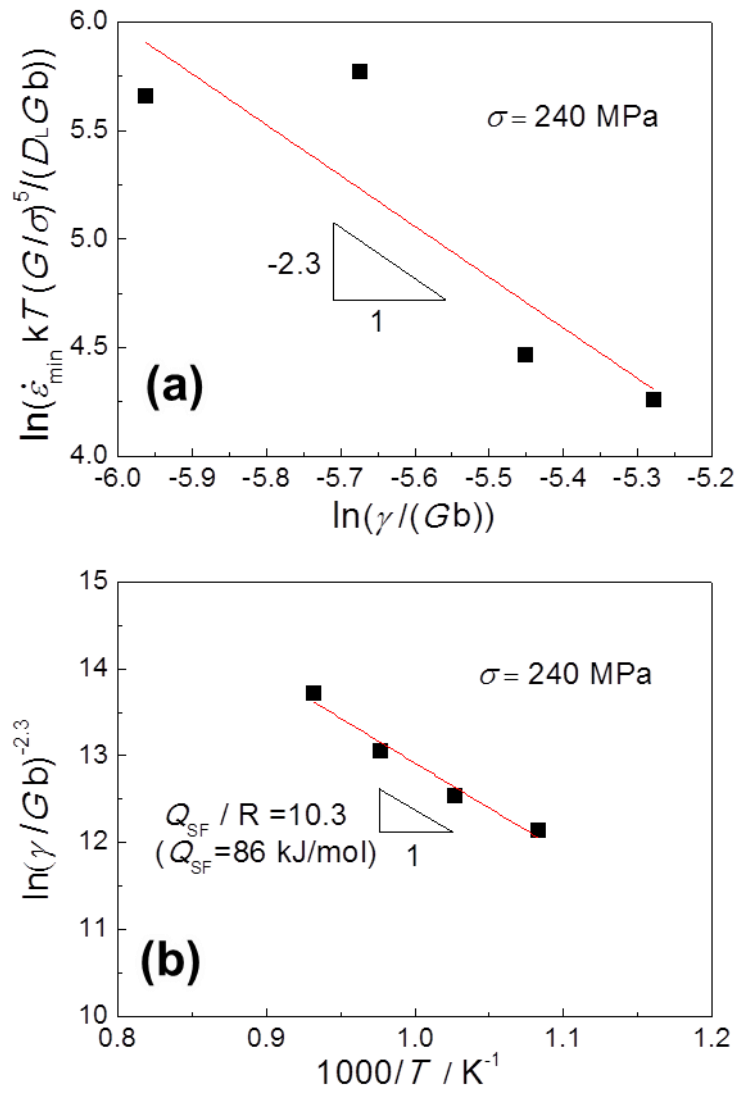 6.0
5.5
5.0
4.5
4.0
ln(ε̇min kT(G/σ)⁵/(DLGb))
σ = 240 MPa
-2.3
1
(a)
-6.0 -5.9 -5.8 -5.7 -5.6 -5.5 -5.4 -5.3 -5.2
ln(γ/(Gb))
15
14
13
12
11
10
ln(γ/Gb)⁻²·³
σ = 240 MPa
QSF / R =10.3
(QSF=86 kJ/mol)
1
(b)
0.8 0.9 1.0 1.1 1.2
1000/T / K⁻¹